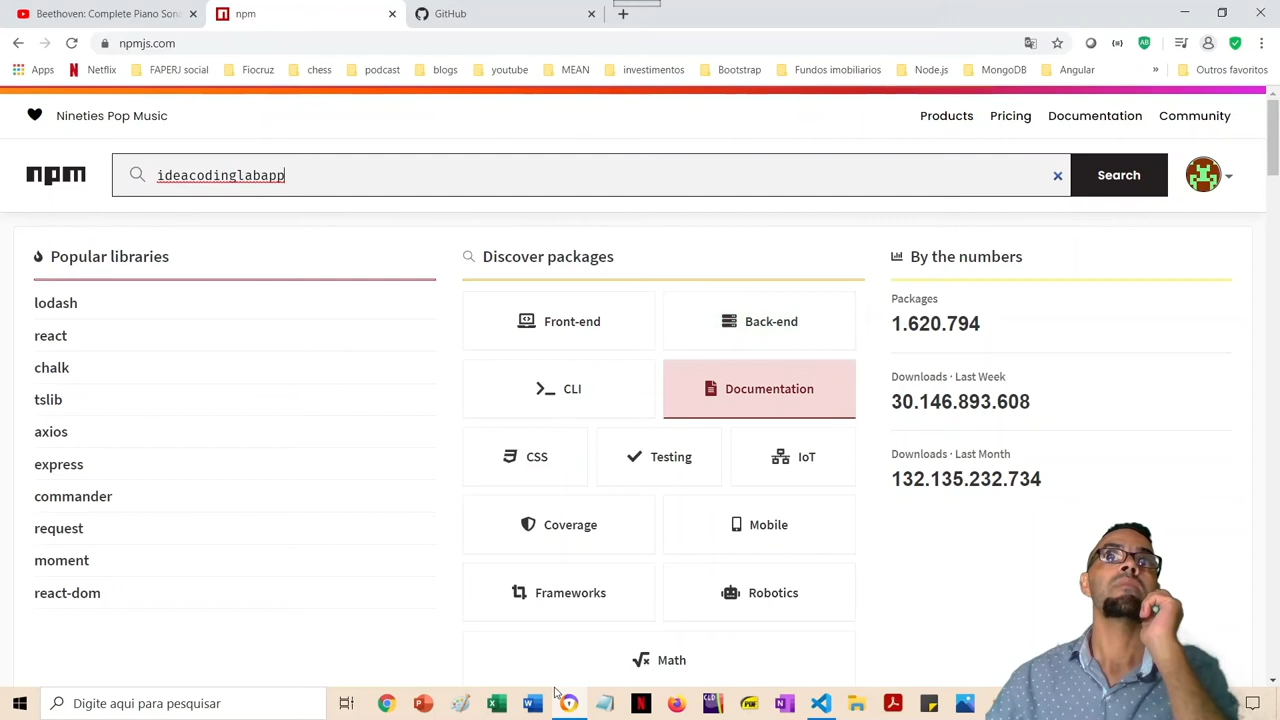 Beethoven: Complete Piano Sona
npm
GitHub
npmjs.com
Apps
Netflix
FAPERJ social
Fiocruz
chess
podcast
blogs
youtube
MEAN
investimentos
Bootstrap
Fundos imobiliarios
Node.js
MongoDB
Angular
»
Outros favoritos
Nineties Pop Music
Products
Pricing
Documentation
Community
npm
ideacodinglabapp
Search
Popular libraries
lodash
react
chalk
tslib
axios
express
commander
request
moment
react-dom
Discover packages
Front-end
Back-end
CLI
Documentation
CSS
Testing
IoT
Coverage
Mobile
Frameworks
Robotics
Math
By the numbers
Packages
1.620.794
Downloads · Last Week
30.146.893.608
Downloads · Last Month
132.135.232.734
Digite aqui para pesquisar